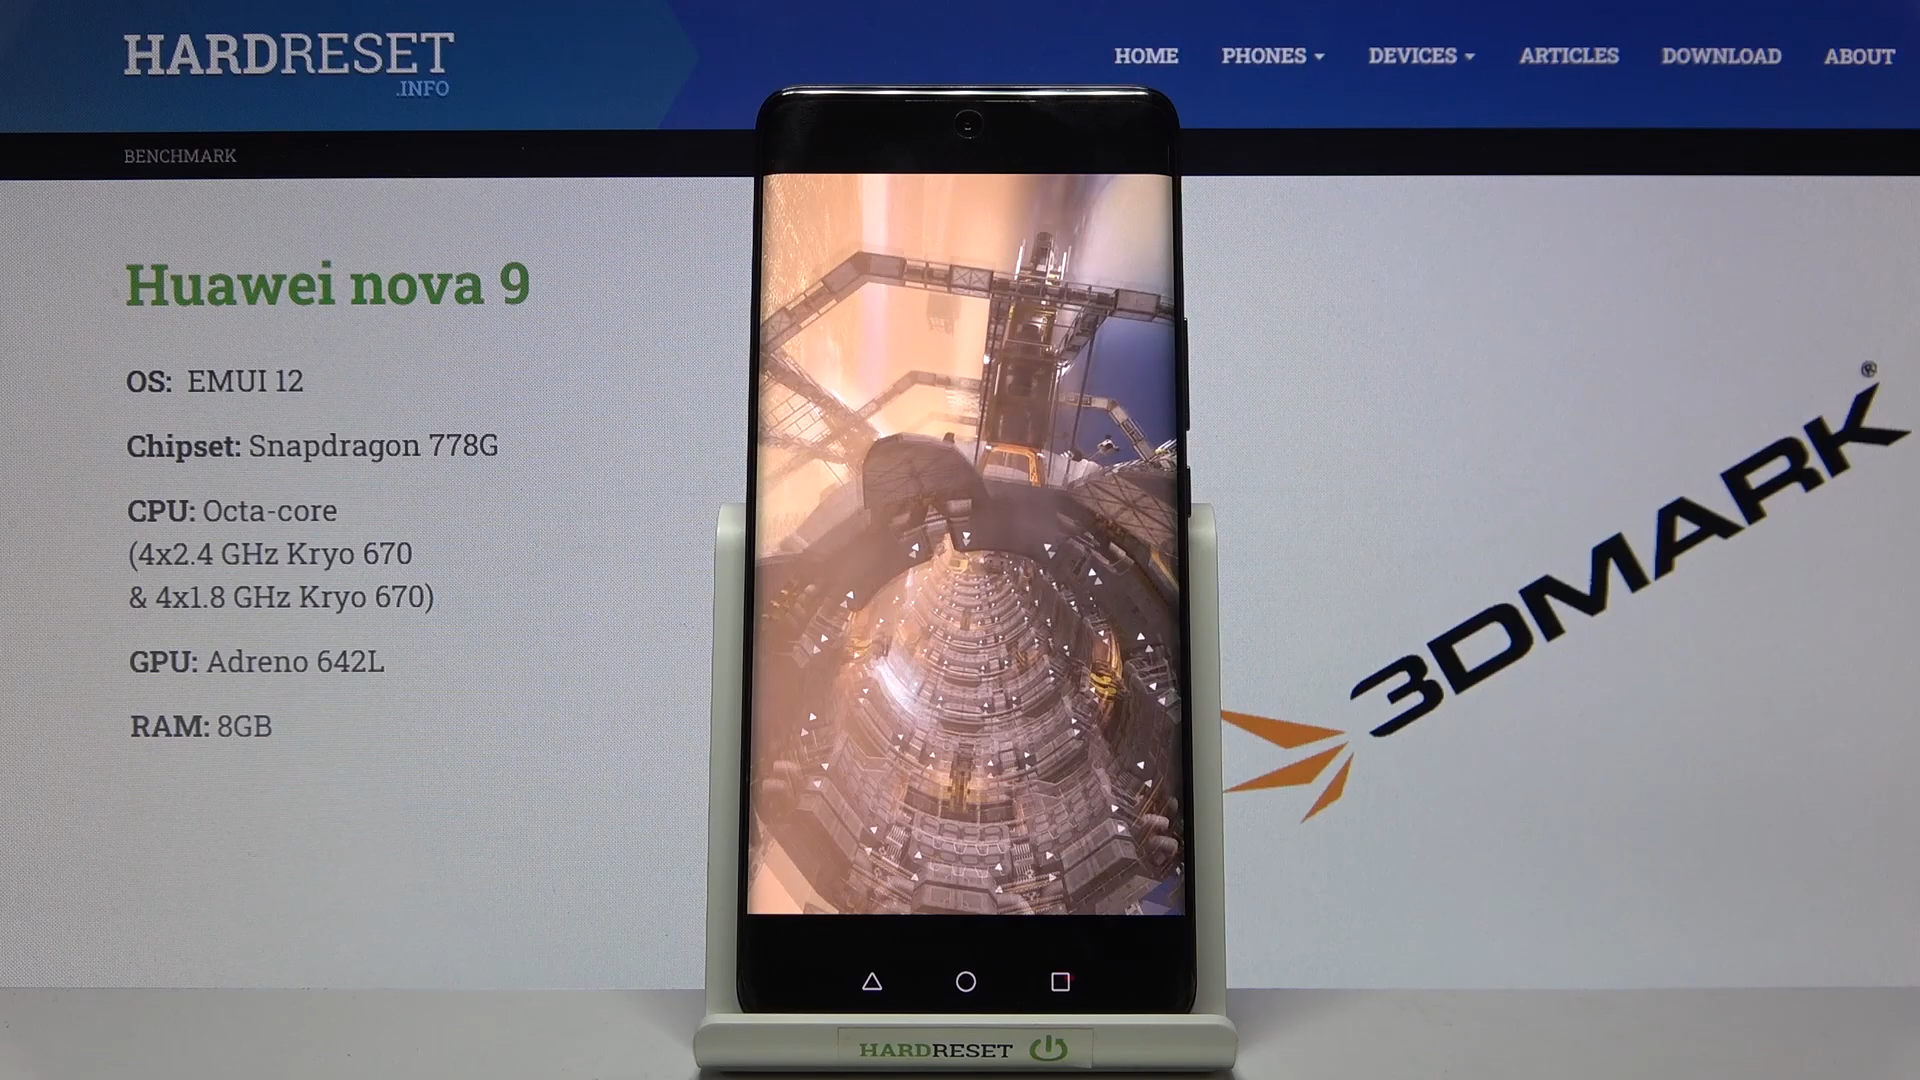 HARDRESET
.INFO
HOME PHONES DEVICES ARTICLES DOWNLOAD ABOUT
BENCHMARK
Huawei nova 9
OS: EMUI 12
Chipset: Snapdragon 778G
CPU: Octa-core
(4x2.4 GHz Kryo 670
& 4x1.8 GHz Kryo 670)
GPU: Adreno 642L
RAM: 8GB
3DMARK®
HARDRESET